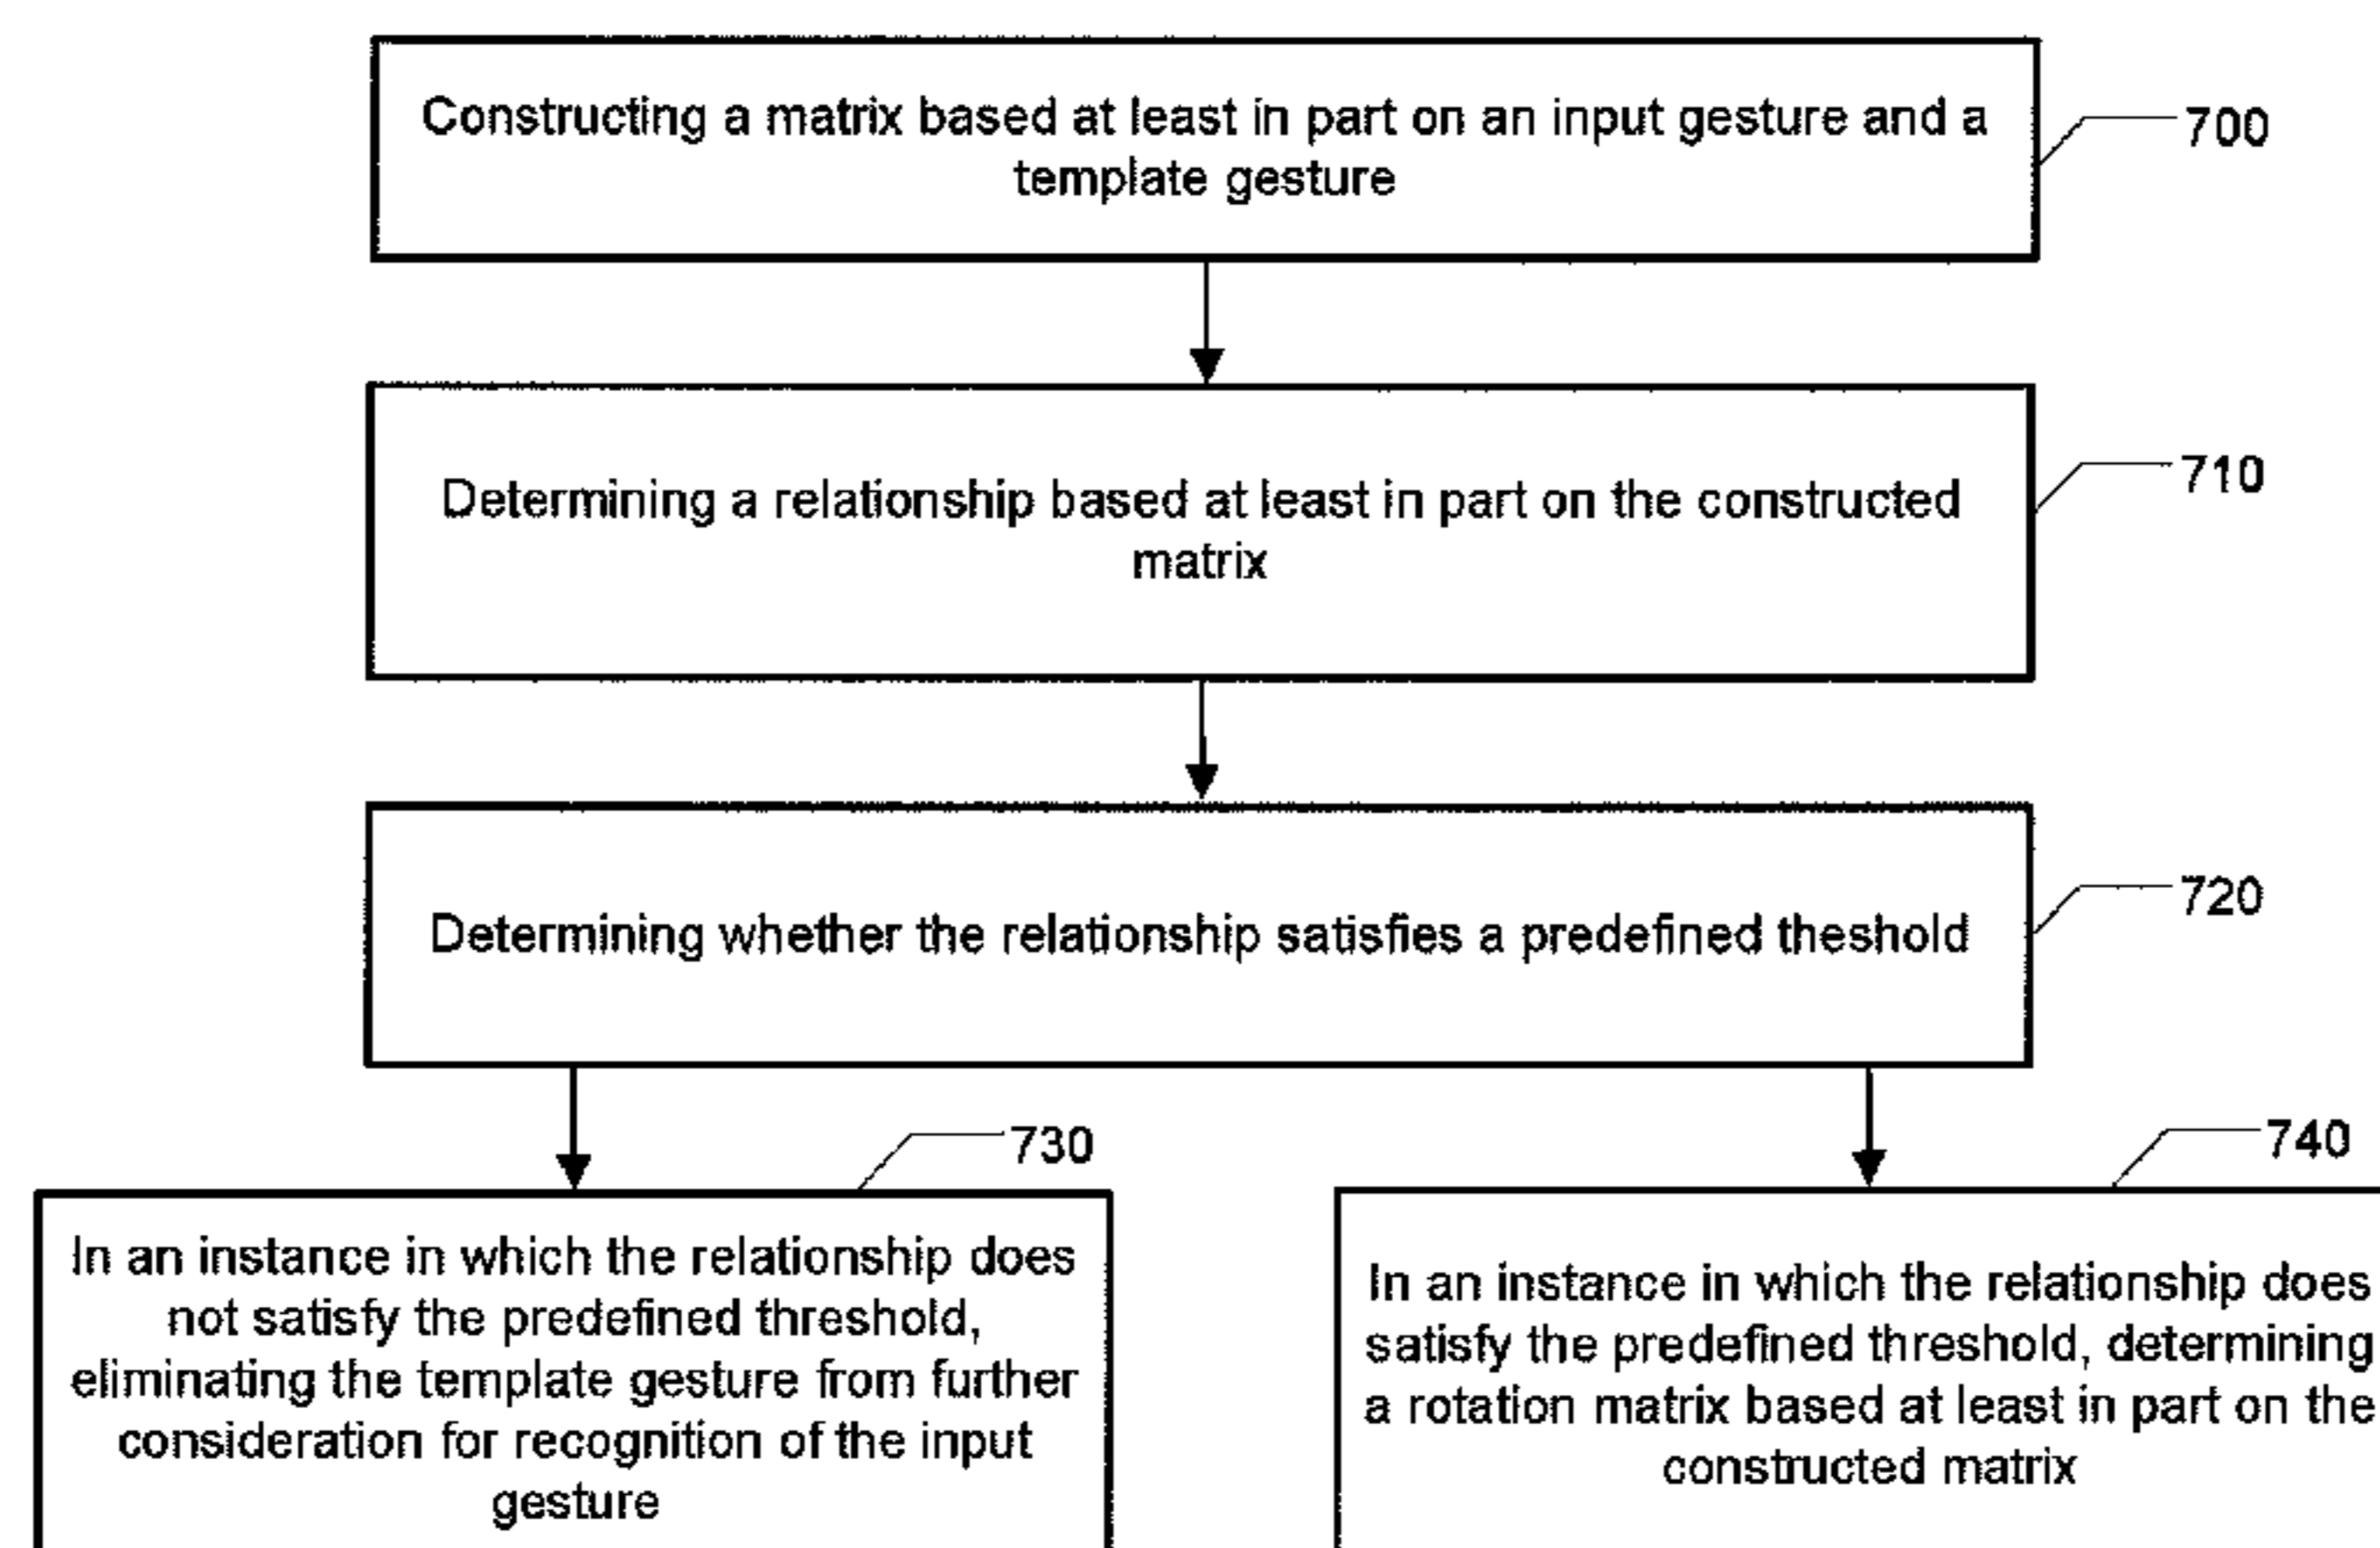 Constructing a matrix based at least in part on an input gesture and a
template gesture
700
Determining a relationship based at least in part on the constructed
matrix
710
Determining whether the relationship satisfies a predefined theshold
720
730
In an instance in which the relationship does
not satisfy the predefined threshold,
eliminating the template gesture from further
consideration for recognition of the input
gesture
740
In an instance in which the relationship does
satisfy the predefined threshold, determining
a rotation matrix based at least in part on the
constructed matrix